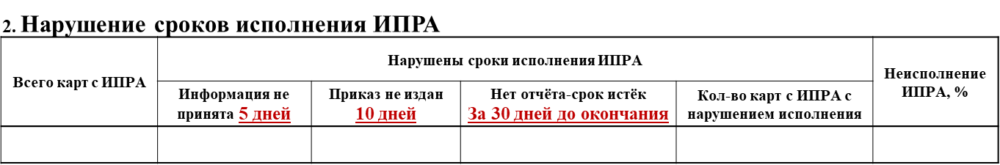 2. Нарушение сроков исполнения ИПРА
Всего карт с ИПРА
Нарушены сроки исполнения ИПРА
Неисполнение
ИПРА, %
Информация не
принята 5 дней
Приказ не издан
10 дней
Нет отчёта-срок истёк
За 30 дней до окончания
Кол-во карт с ИПРА с
нарушением исполнения